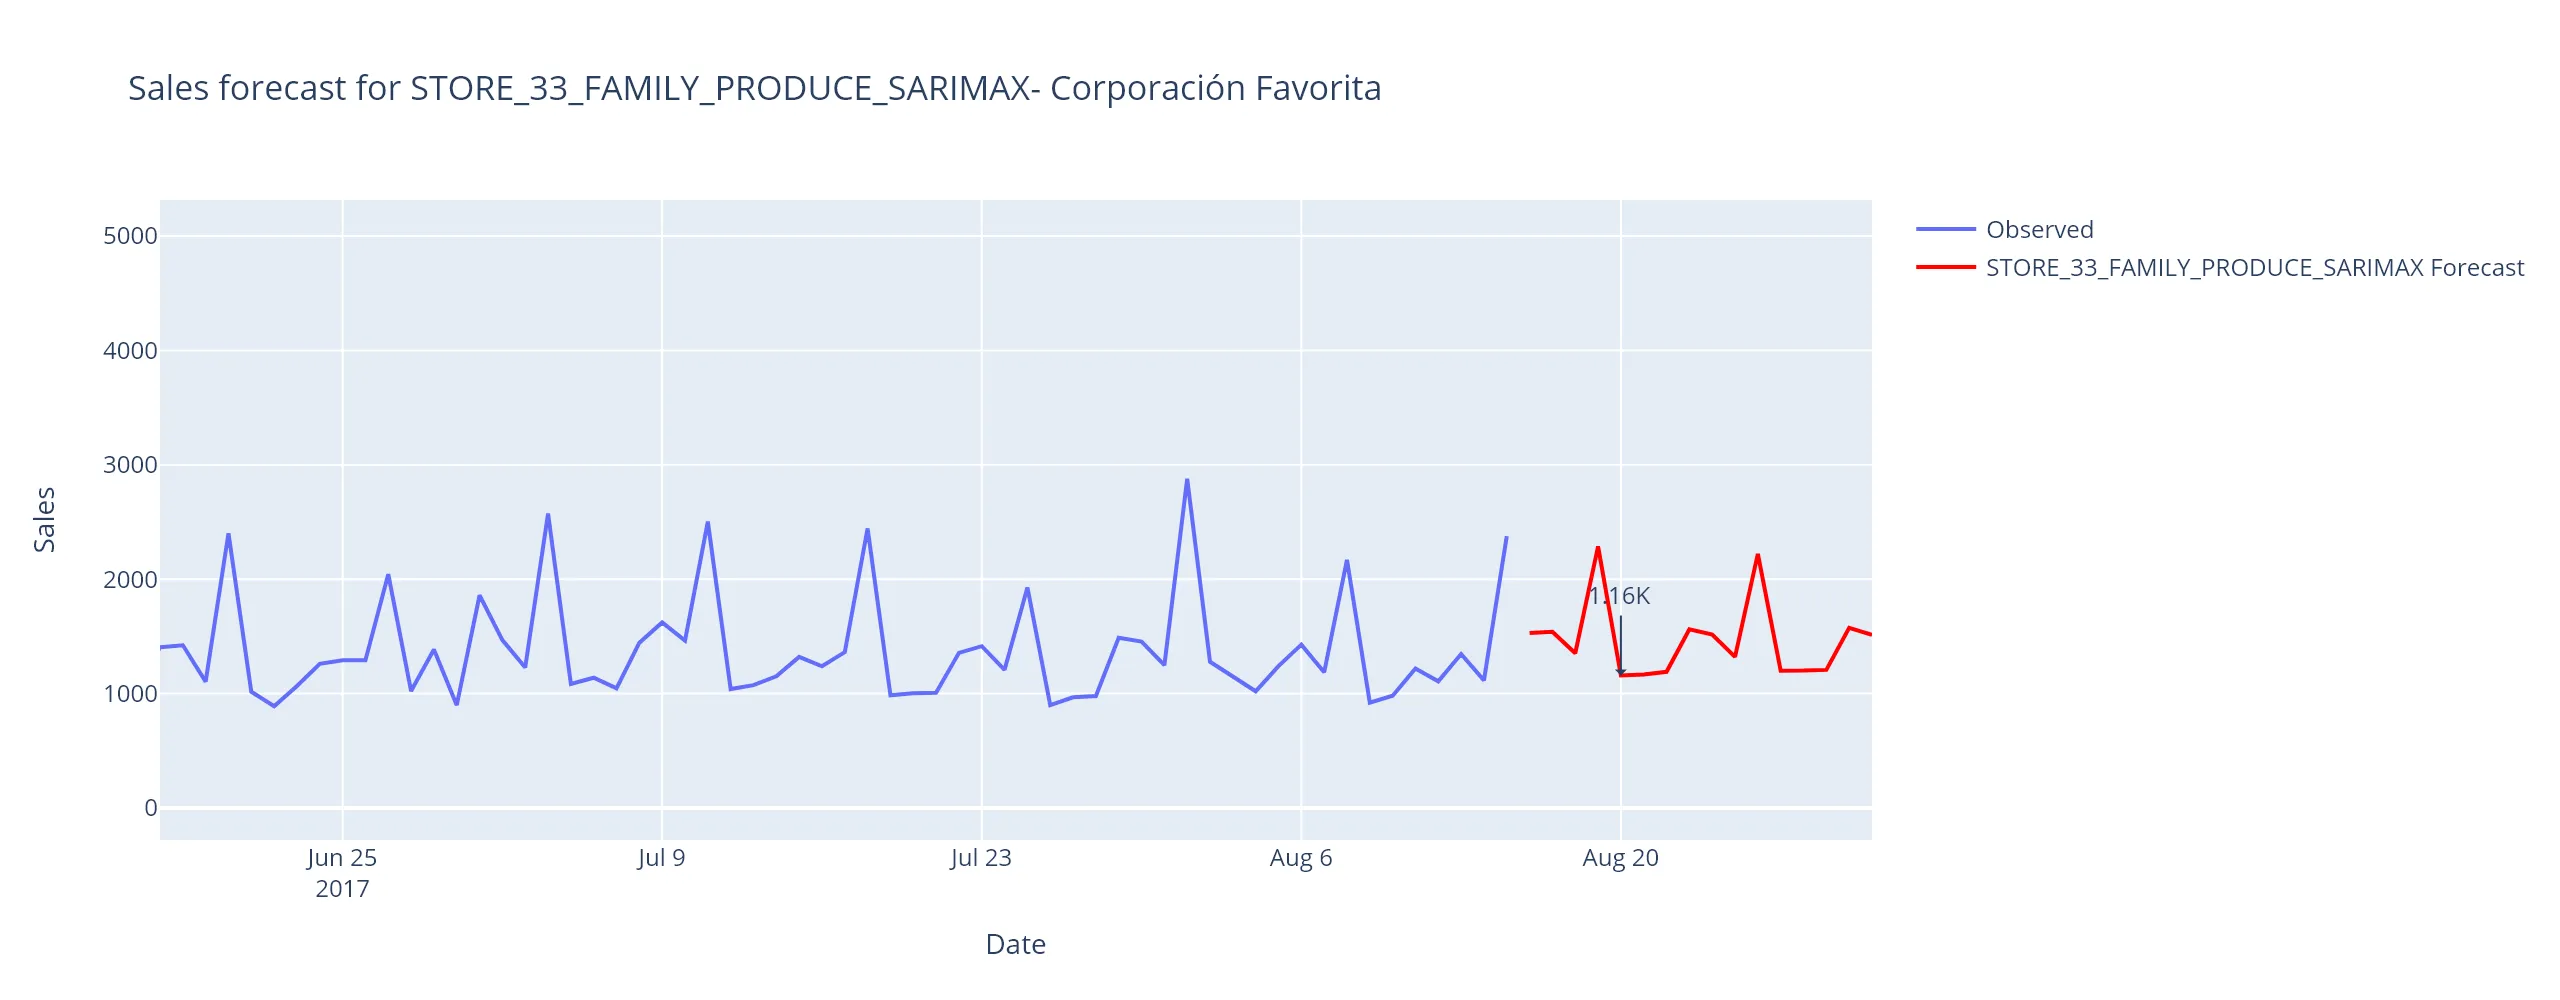 Sales forecast for STORE_33_FAMILY_PRODUCE_SARIMAX- Corporación Favorita
Observed
STORE_33_FAMILY_PRODUCE_SARIMAX Forecast
5000
4000
3000
2000
1000
0
Sales
1.16K
Jun 25
2017
Jul 9
Jul 23
Aug 6
Aug 20
Date